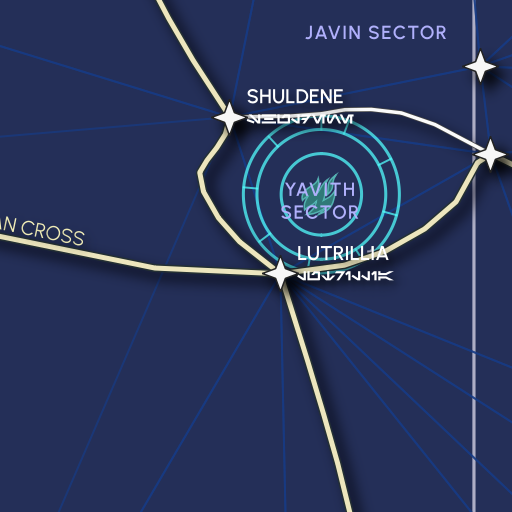 JAVIN SECTOR
SHULDENE
YAVITH
SECTOR
AN CROSS
LUTRILLIA